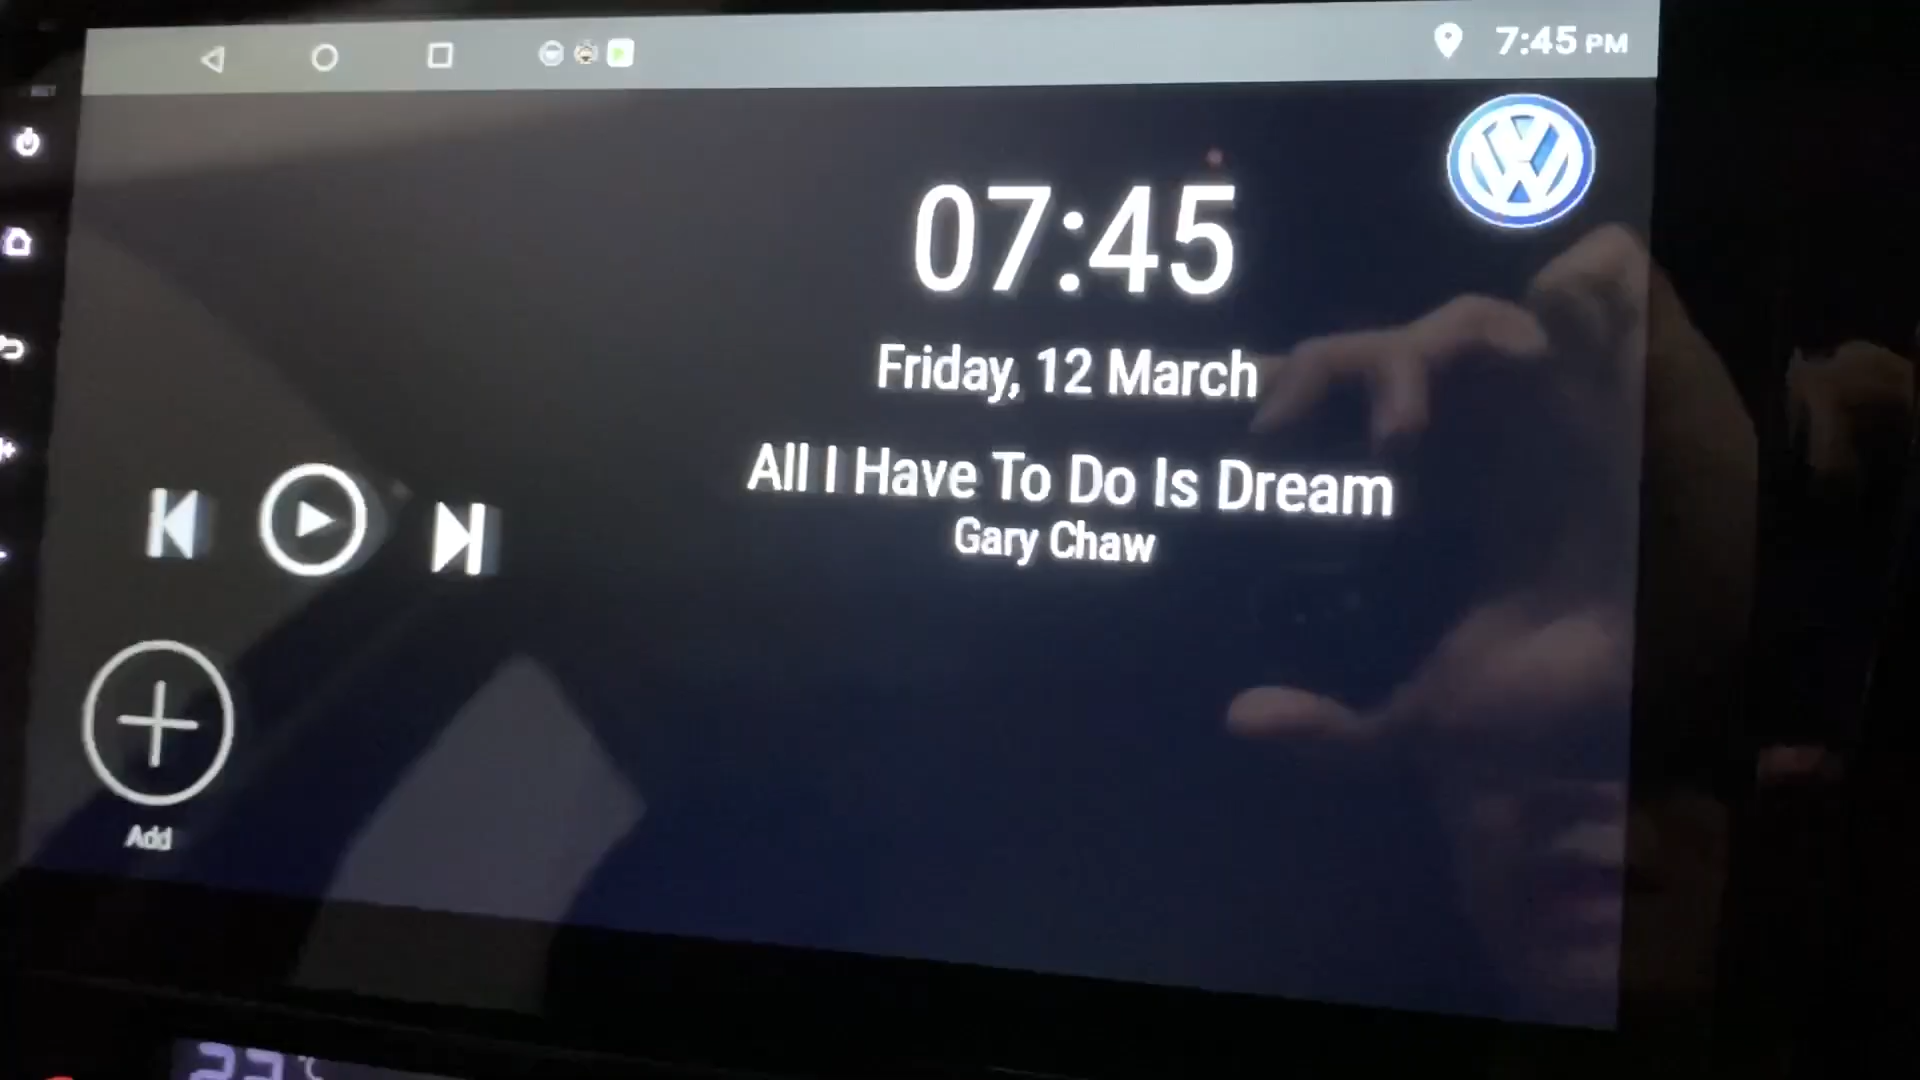 7:45 PM
07:45
Friday, 12 March
All I Have To Do Is Dream
Gary Chaw
Add